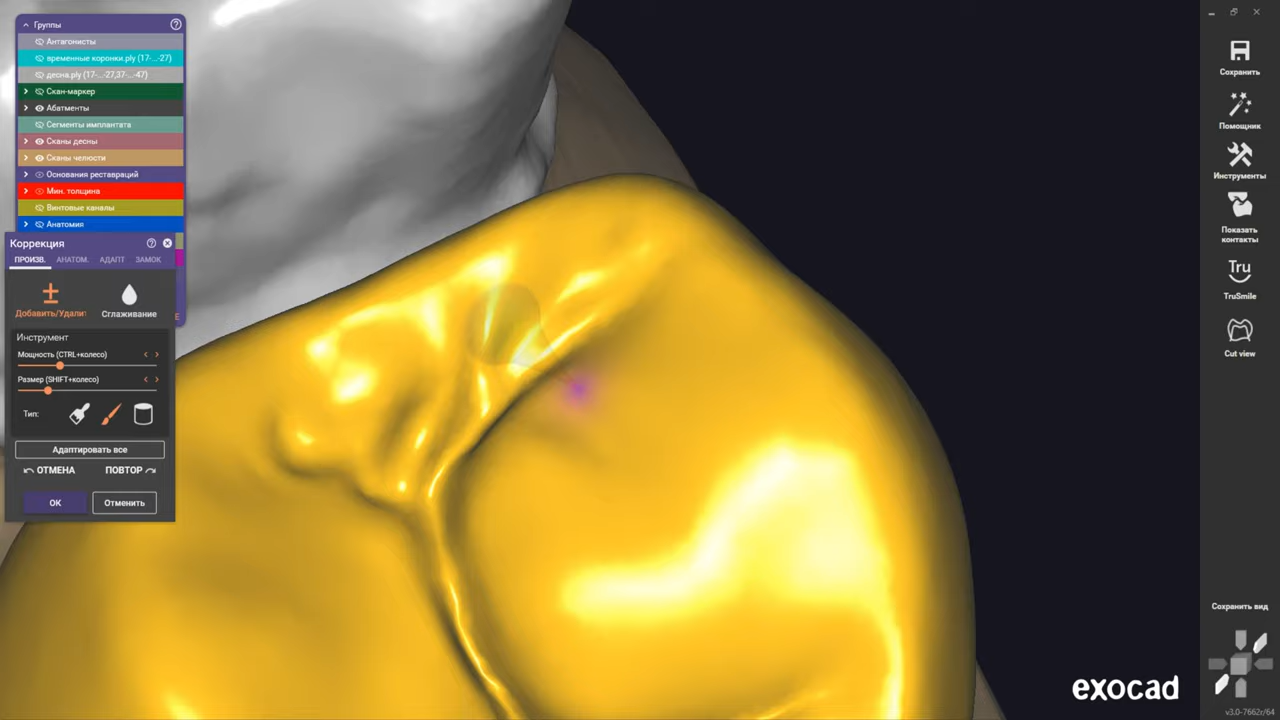 Группы
Антагонисты
временные коронки.ply (17-...-27)
десна.ply (17-...-27,37-...-47)
Скан-маркер
Абатменты
Сегменты имплантата
Сканы десны
Сканы челюсти
Основания реставраций
Мин. толщина
Винтовые каналы
Анатомия
Коррекция
ПРОИЗВ. АНАТОМ. АДАПТ ЗАМОК
Добавить/Удалит
Сглаживание
Инструмент
Мощность (CTRL+колесо)
Размер (SHIFT+колесо)
Тип:
Адаптировать все
ОТМЕНА ПОВТОР
ОК Отменить
Сохранить
Помощник
Инструменты
Показать
контакты
Tru
TruSmile
Cut view
Сохранить вид
exocad
v3.0-7662r/64